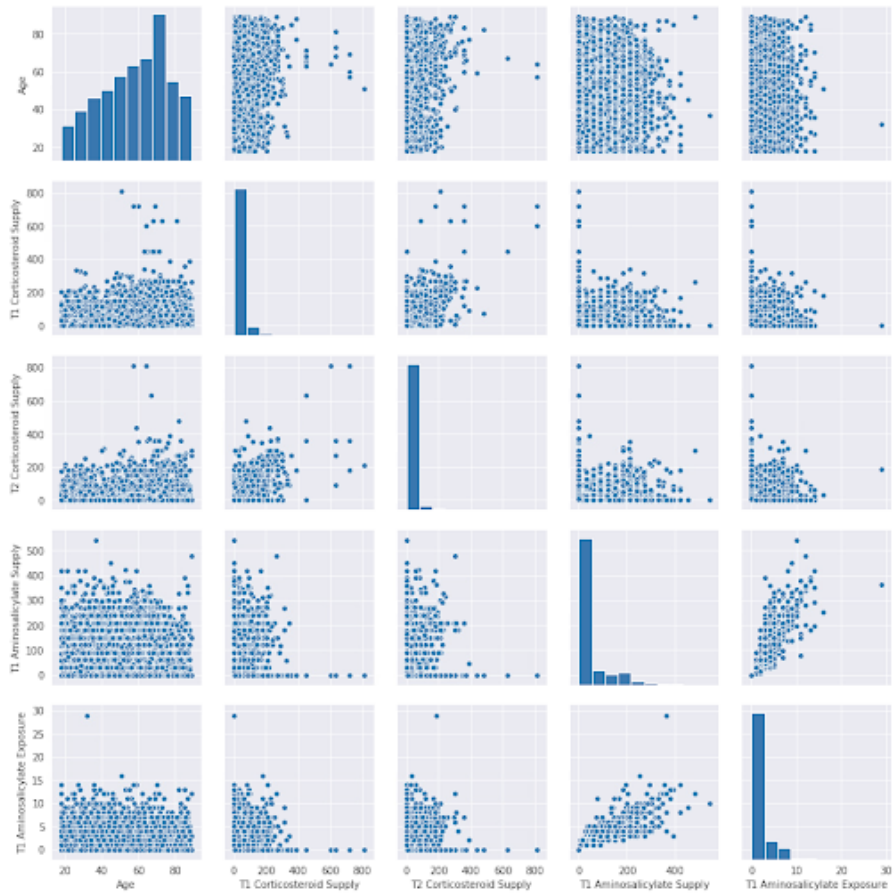 Age
80
60
40
20
T1 Corticosteroid Supply
800
600
400
200
0
T2 Corticosteroid Supply
800
600
400
200
0
T1 Aminosalicylate Supply
500
400
300
200
100
0
T1 Aminosalicylate Exposure
30
25
20
15
10
5
0
20 40 60 80
0 200 400 600 800
0 200 400 600 800
0 200 400
0 10 20 30
Age
T1 Corticosteroid Supply
T2 Corticosteroid Supply
T1 Aminosalicylate Supply
T1 Aminosalicylate Exposure